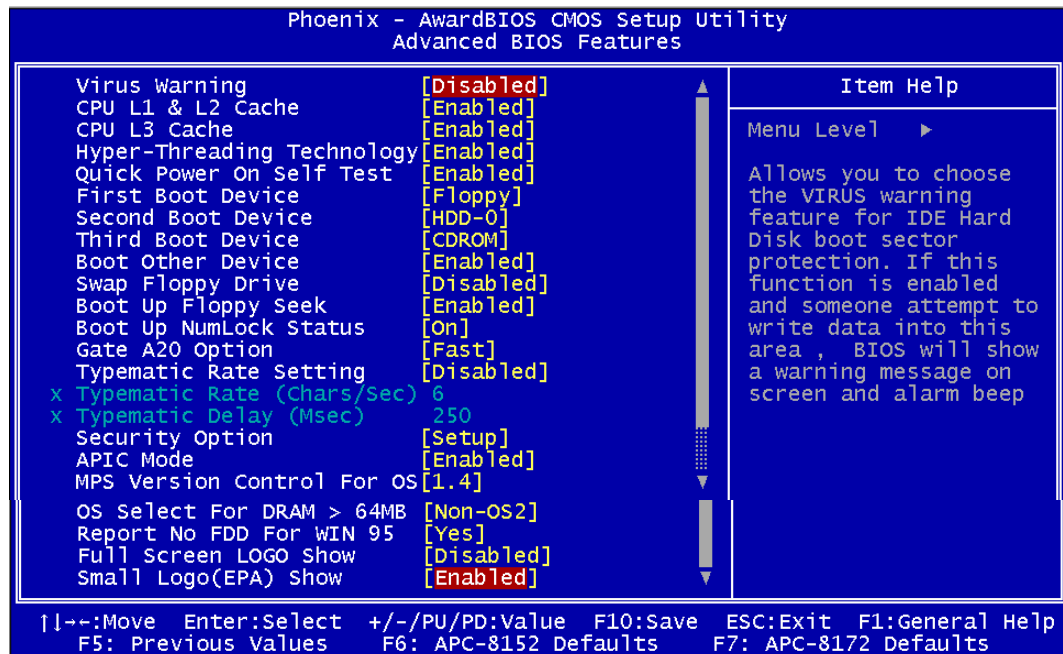 Phoenix - AwardBIOS CMOS Setup Utility
Advanced BIOS Features
Virus Warning [Disabled]
CPU L1 & L2 Cache [Enabled]
CPU L3 Cache [Enabled]
Hyper-Threading Technology[Enabled]
Quick Power On Self Test [Enabled]
First Boot Device [Floppy]
Second Boot Device [HDD-0]
Third Boot Device [CDROM]
Boot Other Device [Enabled]
Swap Floppy Drive [Disabled]
Boot Up Floppy Seek [Enabled]
Boot Up NumLock Status [On]
Gate A20 Option [Fast]
Typematic Rate Setting [Disabled]
x Typematic Rate (Chars/Sec) 6
x Typematic Delay (Msec) 250
Security Option [Setup]
APIC Mode [Enabled]
MPS Version Control For OS[1.4]
OS Select For DRAM > 64MB [Non-OS2]
Report No FDD For WIN 95 [Yes]
Full Screen LOGO Show [Disabled]
Small Logo(EPA) Show [Enabled]
Item Help
Menu Level ►
Allows you to choose
the VIRUS warning
feature for IDE Hard
Disk boot sector
protection. If this
function is enabled
and someone attempt to
write data into this
area , BIOS will show
a warning message on
screen and alarm beep
↑↓→←:Move Enter:Select +/-/PU/PD:Value F10:Save ESC:Exit F1:General Help
F5: Previous Values F6: APC-8152 Defaults F7: APC-8172 Defaults